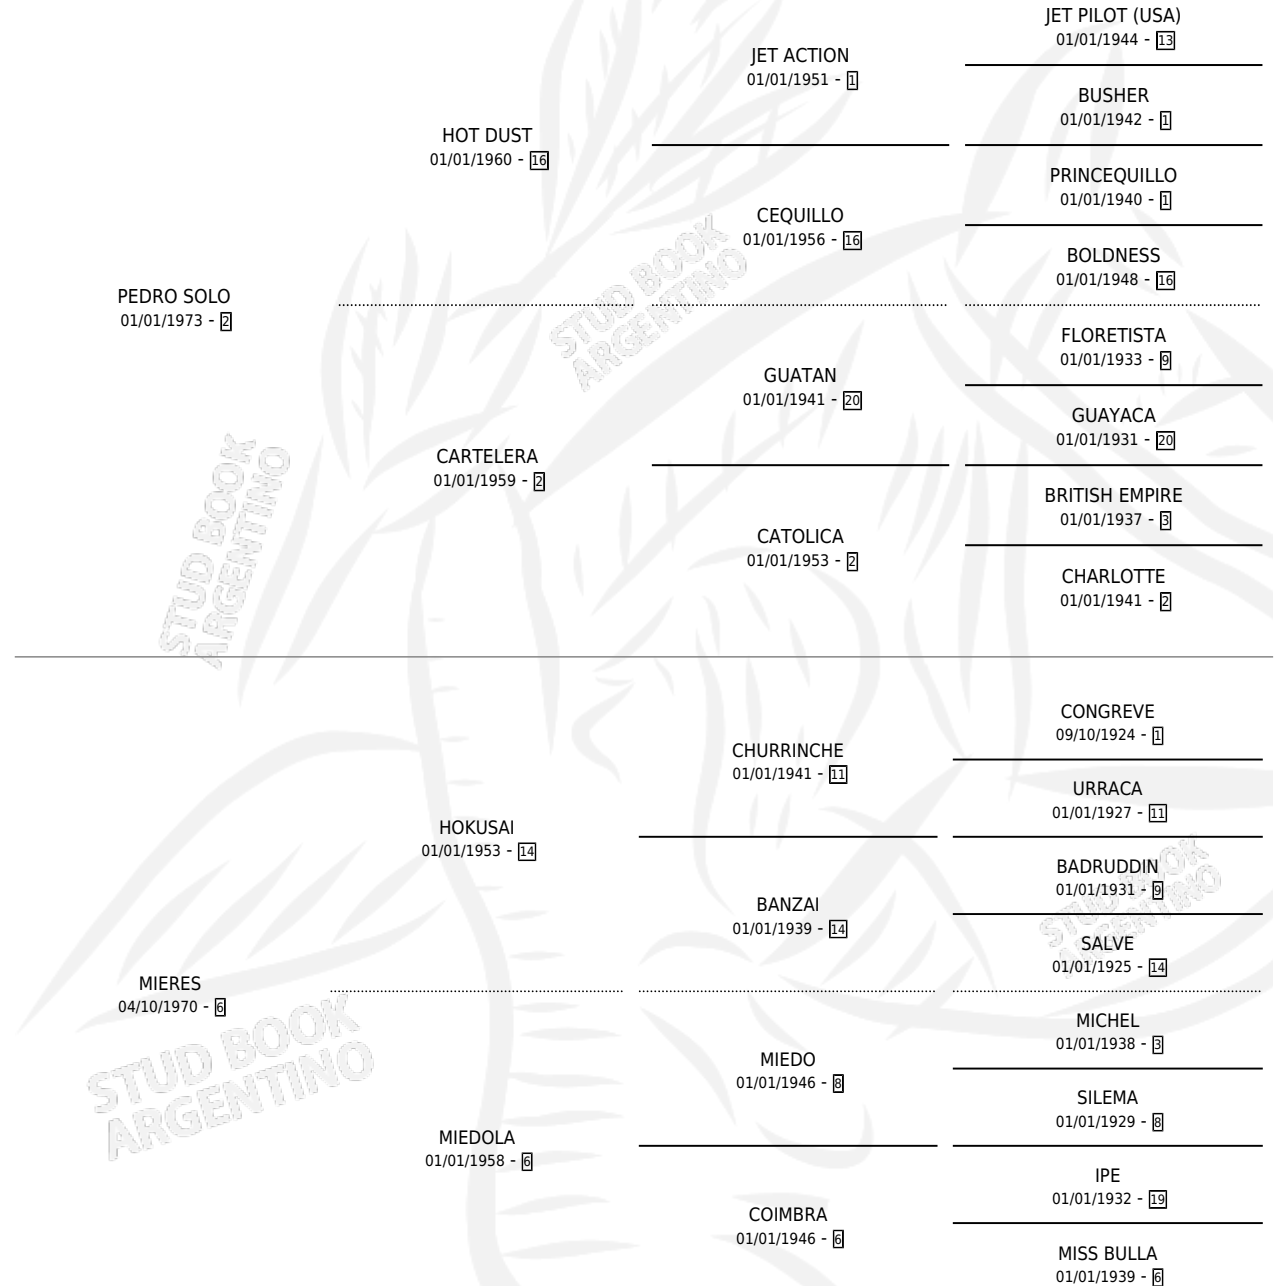 JET PILOT (USA)
01/01/1944 - 13
JET ACTION
01/01/1951 - 1
BUSHER
01/01/1942 - 1
HOT DUST
01/01/1960 - 16
PRINCEQUILLO
01/01/1940 - 1
CEQUILLO
01/01/1956 - 16
BOLDNESS
01/01/1948 - 16
PEDRO SOLO
01/01/1973 - 2
FLORETISTA
01/01/1933 - 9
GUATAN
01/01/1941 - 20
GUAYACA
01/01/1931 - 20
CARTELERA
01/01/1959 - 2
BRITISH EMPIRE
01/01/1937 - 3
CATOLICA
01/01/1953 - 2
CHARLOTTE
01/01/1941 - 2
CONGREVE
09/10/1924 - 1
CHURRINCHE
01/01/1941 - 11
URRACA
01/01/1927 - 11
HOKUSAI
01/01/1953 - 14
BADRUDDIN
01/01/1931 - 9
BANZAI
01/01/1939 - 14
SALVE
01/01/1925 - 14
MIERES
04/10/1970 - 6
MICHEL
01/01/1938 - 3
MIEDO
01/01/1946 - 8
SILEMA
01/01/1929 - 8
MIEDOLA
01/01/1958 - 6
IPE
01/01/1932 - 19
COIMBRA
01/01/1946 - 6
MISS BULLA
01/01/1939 - 6
STUD BOOK
ARGENTINO
STUD BOOK
ARGENTINO
STUD BOOK
ARGENTINO
STUD BOOK
ARGENTINO